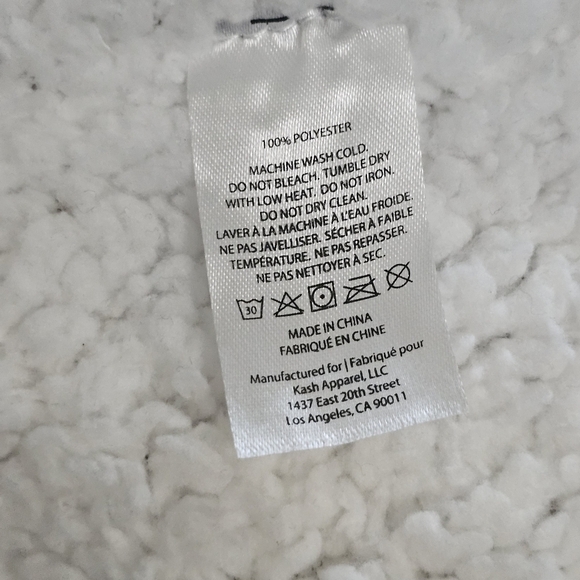 100% POLYESTER
MACHINE WASH COLD.
DO NOT BLEACH. TUMBLE DRY
WITH LOW HEAT. DO NOT IRON.
DO NOT DRY CLEAN.
LAVER À LA MACHINE À L'EAU FROIDE.
NE PAS JAVELLISER. SÉCHER À FAIBLE
TEMPÉRATURE. NE PAS REPASSER.
NE PAS NETTOYER À SEC.
30
MADE IN CHINA
FABRIQUÉ EN CHINE
Manufactured for | Fabriqué pour
Kash Apparel, LLC
1437 East 20th Street
Los Angeles, CA 90011